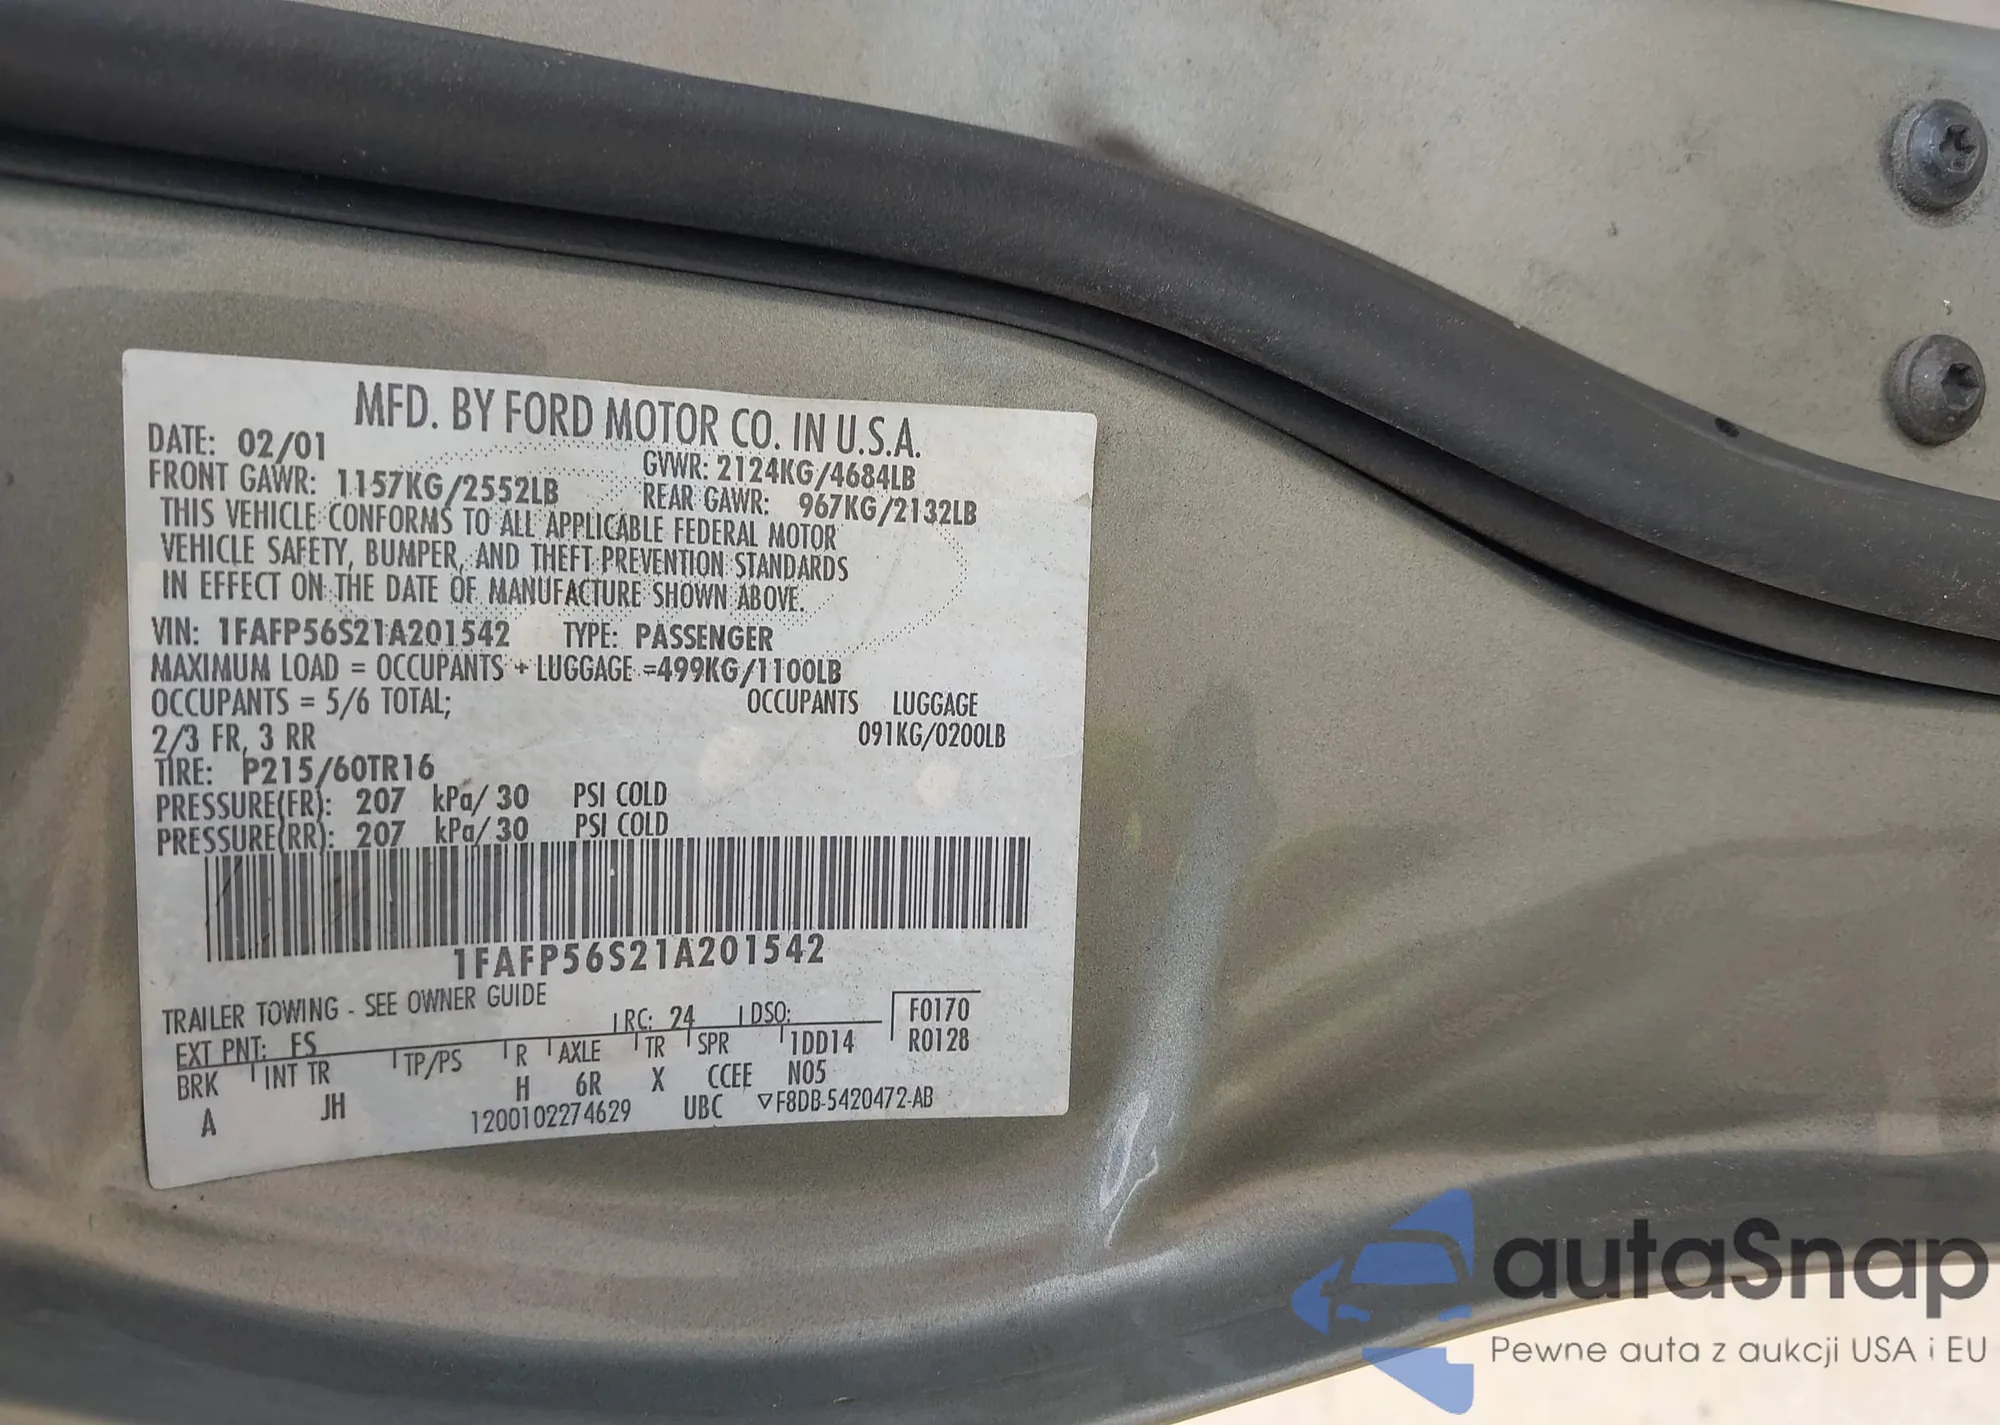 MFD. BY FORD MOTOR CO. IN U.S.A.
DATE: 02/01
GVWR: 2124KG/4684LB
FRONT GAWR: 1157KG/2552LB
REAR GAWR: 967KG/2132LB
THIS VEHICLE CONFORMS TO ALL APPLICABLE FEDERAL MOTOR
VEHICLE SAFETY, BUMPER, AND THEFT PREVENTION STANDARDS
IN EFFECT ON THE DATE OF MANUFACTURE SHOWN ABOVE.
VIN: 1FAFP56S21A201542 TYPE: PASSENGER
MAXIMUM LOAD = OCCUPANTS + LUGGAGE =499KG/1100LB
OCCUPANTS = 5/6 TOTAL; OCCUPANTS LUGGAGE
2/3 FR, 3 RR 091KG/0200LB
TIRE: P215/60TR16
PRESSURE(FR): 207 kPa/ 30 PSI COLD
PRESSURE(RR): 207 kPa/ 30 PSI COLD
1FAFP56S21A201542
TRAILER TOWING - SEE OWNER GUIDE
EXT PNT: FS RC: 24 DSO: F0170
BRK INT TR TP/PS R AXLE TR SPR 1DD14 R0128
A JH H 6R X CCEE N05
1200102274629 UBC ▽F8DB-5420472-AB
autaSnap
Pewne auta z aukcji USA i EU